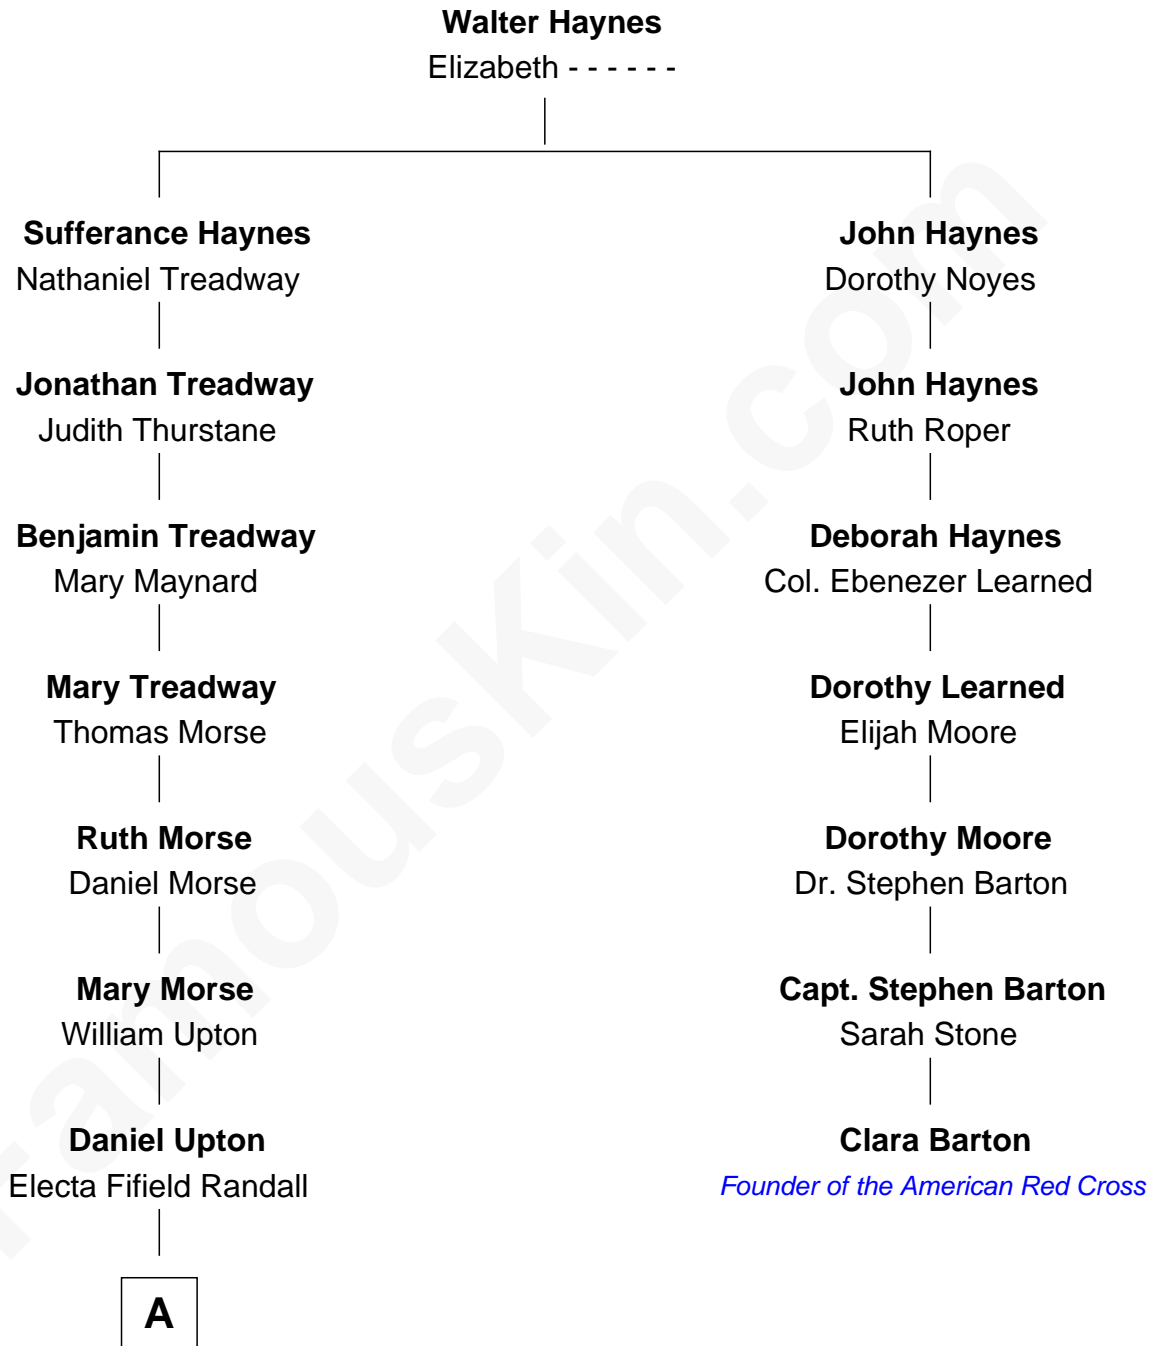 Walter Haynes
Elizabeth - - - - - -
Sufferance Haynes
Nathaniel Treadway
John Haynes
Dorothy Noyes
Jonathan Treadway
Judith Thurstane
John Haynes
Ruth Roper
Benjamin Treadway
Mary Maynard
Deborah Haynes
Col. Ebenezer Learned
Mary Treadway
Thomas Morse
Dorothy Learned
Elijah Moore
Ruth Morse
Daniel Morse
Dorothy Moore
Dr. Stephen Barton
Mary Morse
William Upton
Capt. Stephen Barton
Sarah Stone
Daniel Upton
Electa Fifield Randall
Clara Barton
Founder of the American Red Cross
A
FamousKin.com